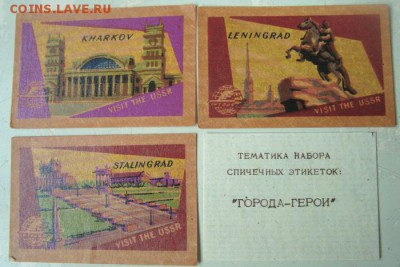 COINS.LAVE.RU
KHARKOV
VISIT THE USSR
LENINGRAD
VISIT THE USSR
STALINGRAD
VISIT THE USSR
ТЕМАТИКА НАБОРА
СПИЧЕЧНЫХ ЭТИКЕТОК:
"ГОРОДА-ГЕРОИ"